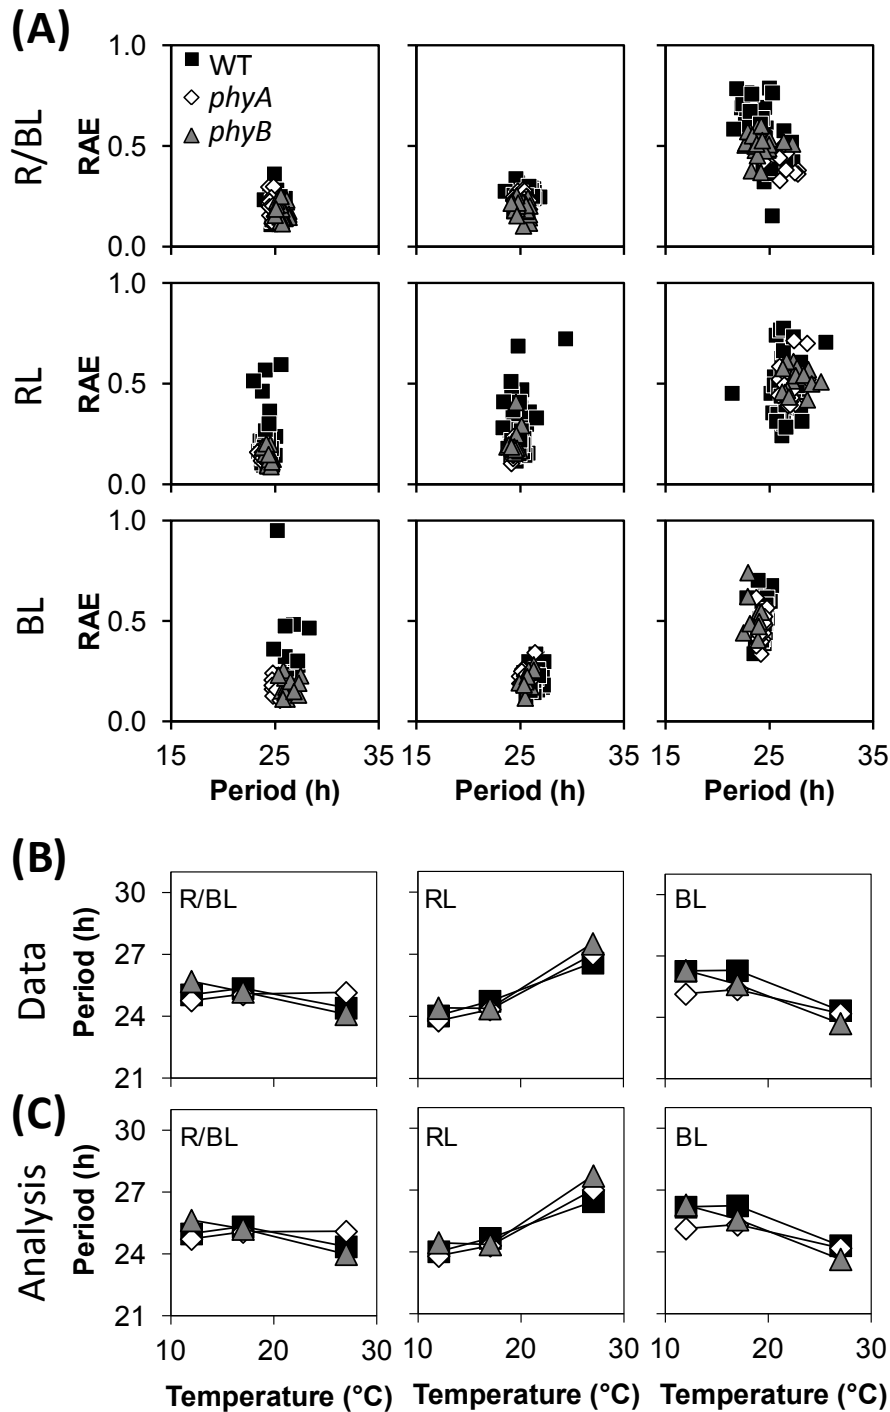 (A)
R/BL
RAE
1.0
0.5
0.0
WT
phyA
phyB
RL
RAE
1.0
0.5
0.0
BL
RAE
1.0
0.5
0.0
15 25 35 15 25 35 15 25 35
Period (h) Period (h) Period (h)
(B)
Data
Period (h)
30
27
24
21
R/BL RL BL
(C)
Analysis
Period (h)
30
27
24
21
R/BL RL BL
10 20 30 10 20 30 10 20 30
Temperature (°C) Temperature (°C) Temperature (°C)